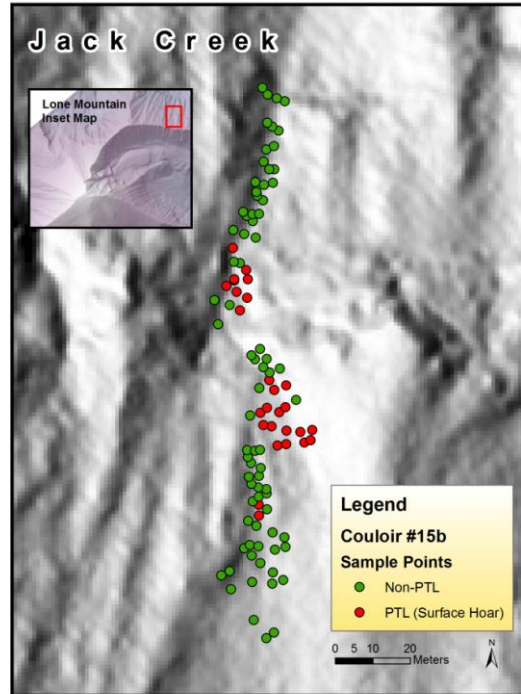 Jack Creek
Lone Mountain
Inset Map
Legend
Couloir #15b
Sample Points
Non-PTL
PTL (Surface Hoar)
0 5 10 20
Meters
N